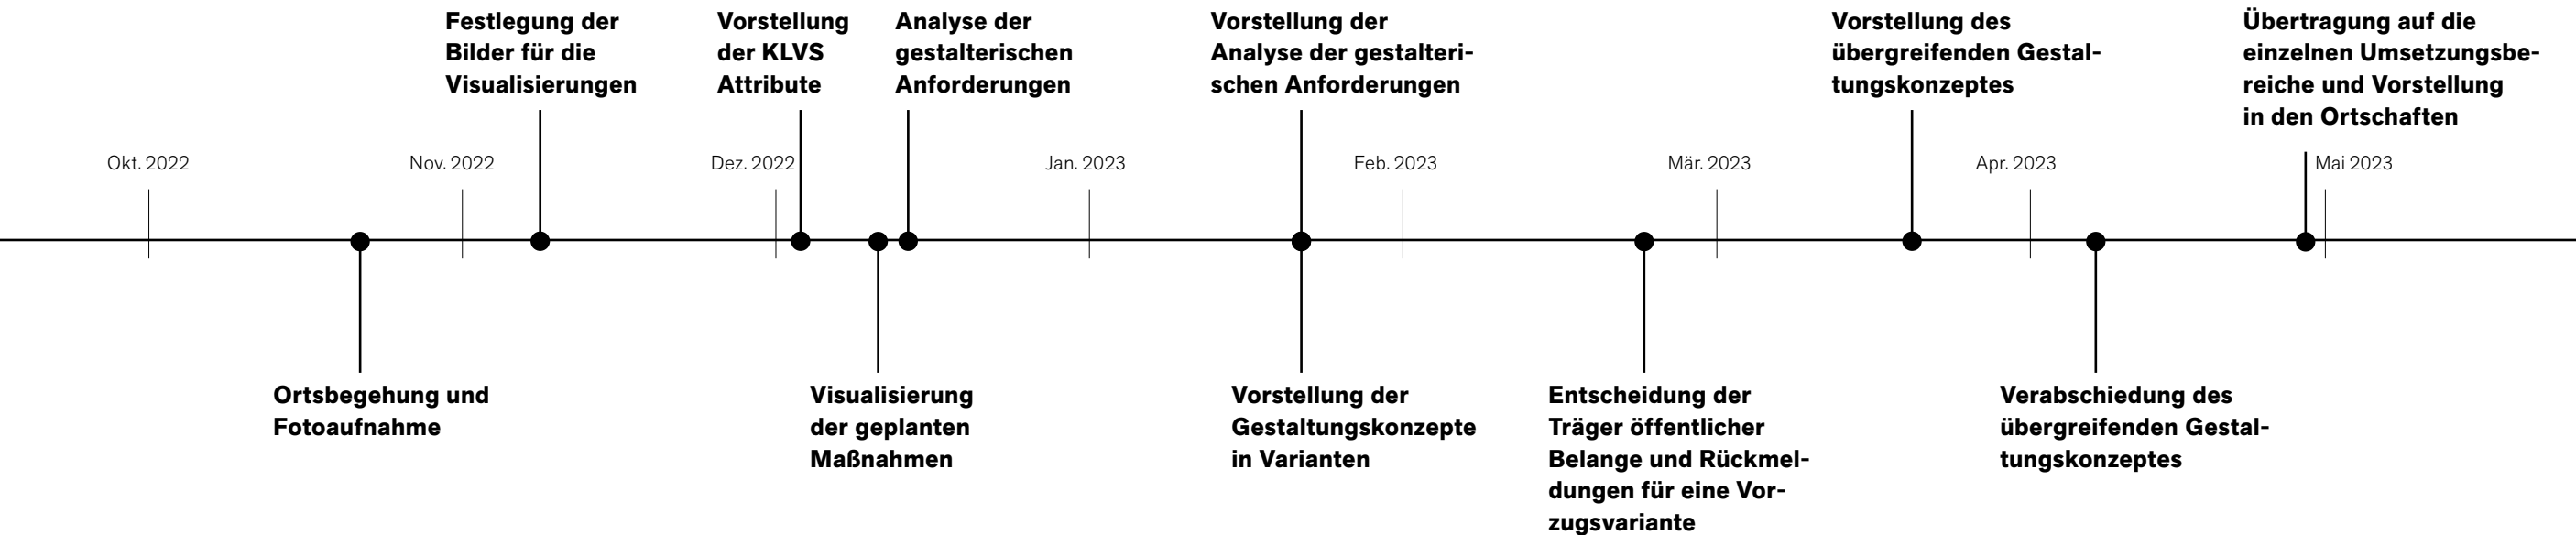 Festlegung der
Bilder für die
Visualisierungen
Vorstellung
der KLVS
Attribute
Analyse der
gestalterischen
Anforderungen
Vorstellung der
Analyse der gestalteri-
schen Anforderungen
Vorstellung des
übergreifenden Gestal-
tungskonzeptes
Übertragung auf die
einzelnen Umsetzungsbe-
reiche und Vorstellung
in den Ortschaften
Okt. 2022
Nov. 2022
Dez. 2022
Jan. 2023
Feb. 2023
Mär. 2023
Apr. 2023
Mai 2023
Ortsbegehung und
Fotoaufnahme
Visualisierung
der geplanten
Maßnahmen
Vorstellung der
Gestaltungskonzepte
in Varianten
Entscheidung der
Träger öffentlicher
Belange und Rückmel-
dungen für eine Vor-
zugsvariante
Verabschiedung des
übergreifenden Gestal-
tungskonzeptes